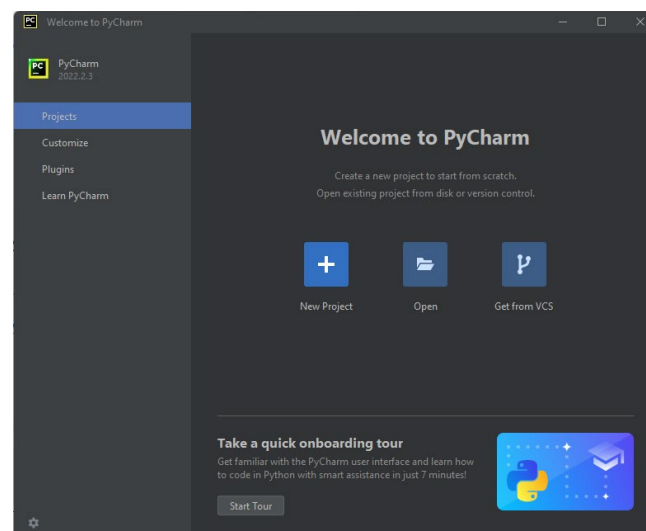 PC Welcome to PyCharm
PC PyCharm
2022.2.3
Projects
Customize
Plugins
Learn PyCharm
Welcome to PyCharm
Create a new project to start from scratch.
Open existing project from disk or version control.
New Project
Open
Get from VCS
Take a quick onboarding tour
Get familiar with the PyCharm user interface and learn how
to code in Python with smart assistance in just 7 minutes!
Start Tour